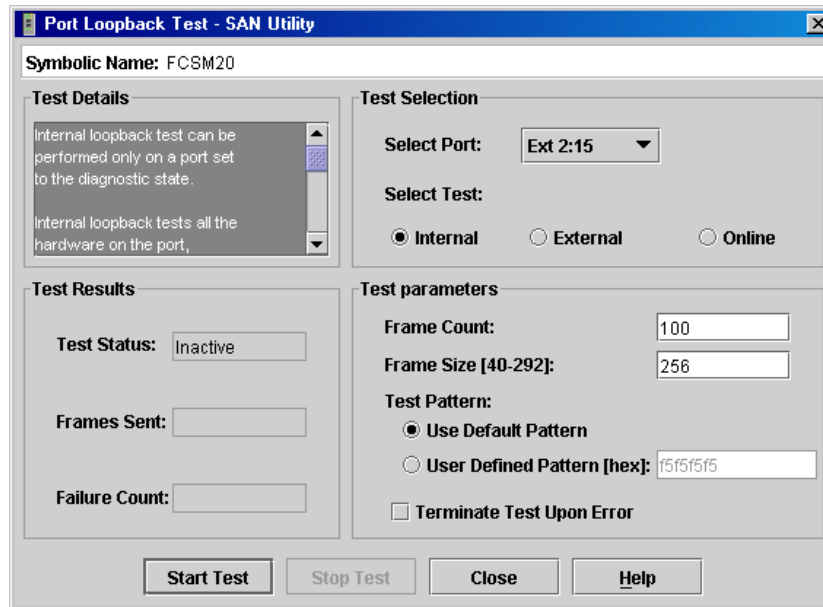 Port Loopback Test - SAN Utility
Symbolic Name: FCSM20
Test Details
Internal loopback test can be
performed only on a port set
to the diagnostic state.
Internal loopback tests all the
hardware on the port,
Test Selection
Select Port: Ext 2:15
Select Test:
Internal External Online
Test Results
Test Status: Inactive
Frames Sent:
Failure Count:
Test parameters
Frame Count: 100
Frame Size [40-292]: 256
Test Pattern:
Use Default Pattern
User Defined Pattern [hex]: f5f5f5f5
Terminate Test Upon Error
Start Test Stop Test Close Help